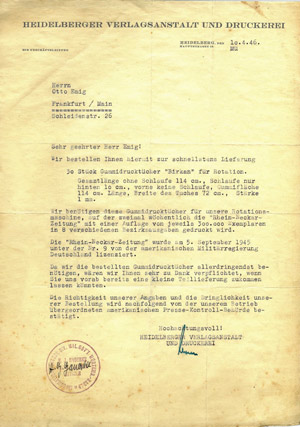 HEIDELBERGER VERLAGSANSTALT UND DRUCKEREI
HEIDELBERG, 10.4.46.
Herrn
Otto Haig
Frankfurt / Main
Schleidenstr. 26
Sehr geehrter Herr Haig!
Wir bestellen Ihnen hiermit zur schnellstens Lieferung
30 Stück Gummidrucktücher "Birkan" für Rotation.
Gesamtlänge ohne Schlaufe 114 cm, Schlaufe nur
hinten 10 cm, vorne keine Schlaufe, Gummifläche
114 cm Länge, Breite des Tuches 72 cm, Stärke
1 mm.
Wir benötigen diese Gummidrucktücher für unsere Rotations-
maschine, auf der zweimal wöchentlich die "Rhein-Neckar-
Zeitung" mit einer Auflage von jeweils 300.000 Exemplaren
in 8 verschiedenen Bezirksausgaben gedruckt wird.
Die "Rhein-Neckar-Zeitung" wurde am 5. September 1945
unter der Nr. 9 von der amerikanischen Militärregierung
Deutschland lizensiert.
Da wir die bestellten Gummidrucktücher allerdringendst be-
nötigen, wären wir Ihnen sehr zu Dank verpflichtet, wenn
Sie uns vorab bereits eine kleine Teillieferung zukommen
lassen könnten.
Die Richtigkeit unserer Angaben und die Dringlichkeit unse-
rer Bestellung wird nachfolgend von der unserem Betrieb
übergeordneten amerikanischen Presse-Kontroll-Behörde be-
stätigt.
Hochachtungsvoll!
HEIDELBERGER VERLAGSANSTALT
UND DRUCKEREI